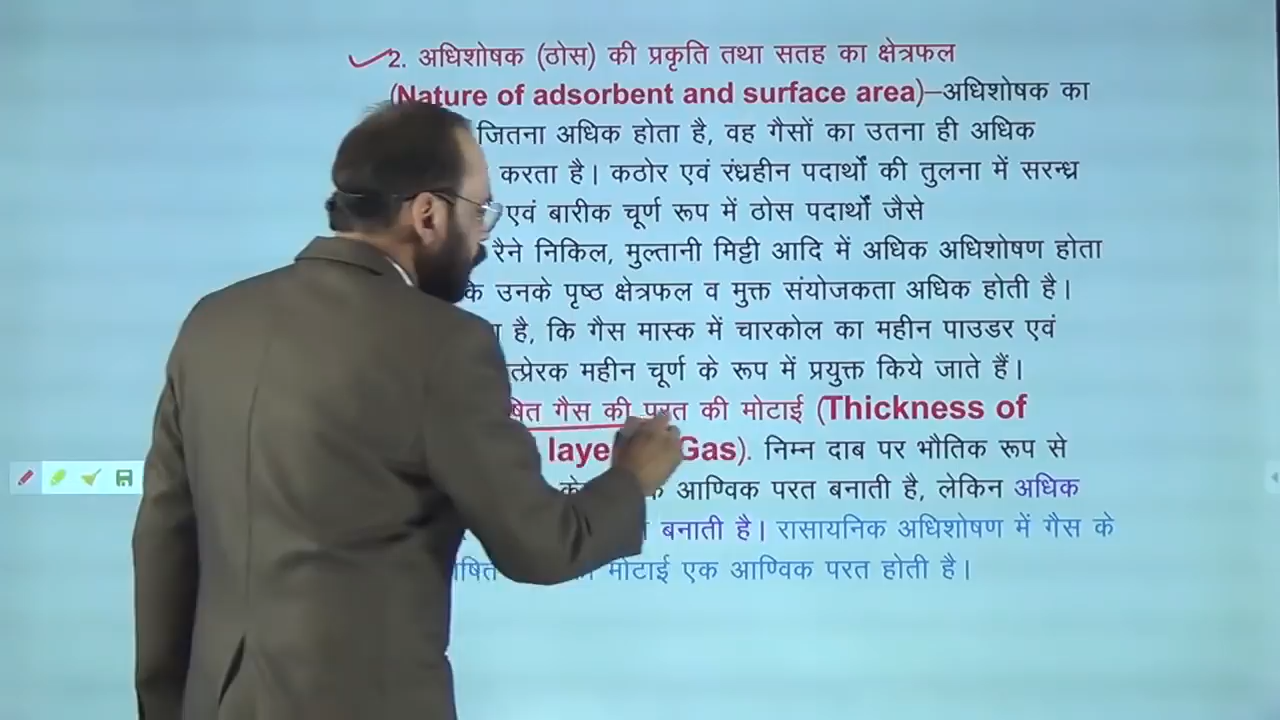 2. अधिशोषक (ठोस) की प्रकृति तथा सतह का क्षेत्रफल
(Nature of adsorbent and surface area)–अधिशोषक का
जितना अधिक होता है, वह गैसों का उतना ही अधिक
करता है। कठोर एवं रंध्रहीन पदार्थों की तुलना में सरन्ध्र
एवं बारीक चूर्ण रूप में ठोस पदार्थों जैसे
रैने निकिल, मुल्तानी मिट्टी आदि में अधिक अधिशोषण होता
उनके पृष्ठ क्षेत्रफल व मुक्त संयोजकता अधिक होती है।
है, कि गैस मास्क में चारकोल का महीन पाउडर एवं
महीन चूर्ण के रूप में प्रयुक्त किये जाते हैं।
गैस की परत की मोटाई (Thickness of
Gas). निम्न दाब पर भौतिक रूप से
आण्विक परत बनाती है, लेकिन अधिक
बनाती है। रासायनिक अधिशोषण में गैस के
मोटाई एक आण्विक परत होती है।